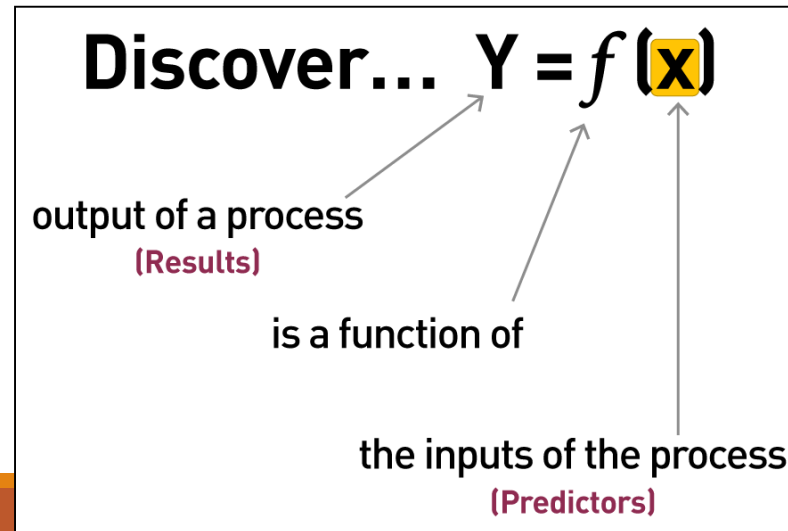 Discover... Y = f (x)
output of a process
(Results)
is a function of
the inputs of the process
(Predictors)